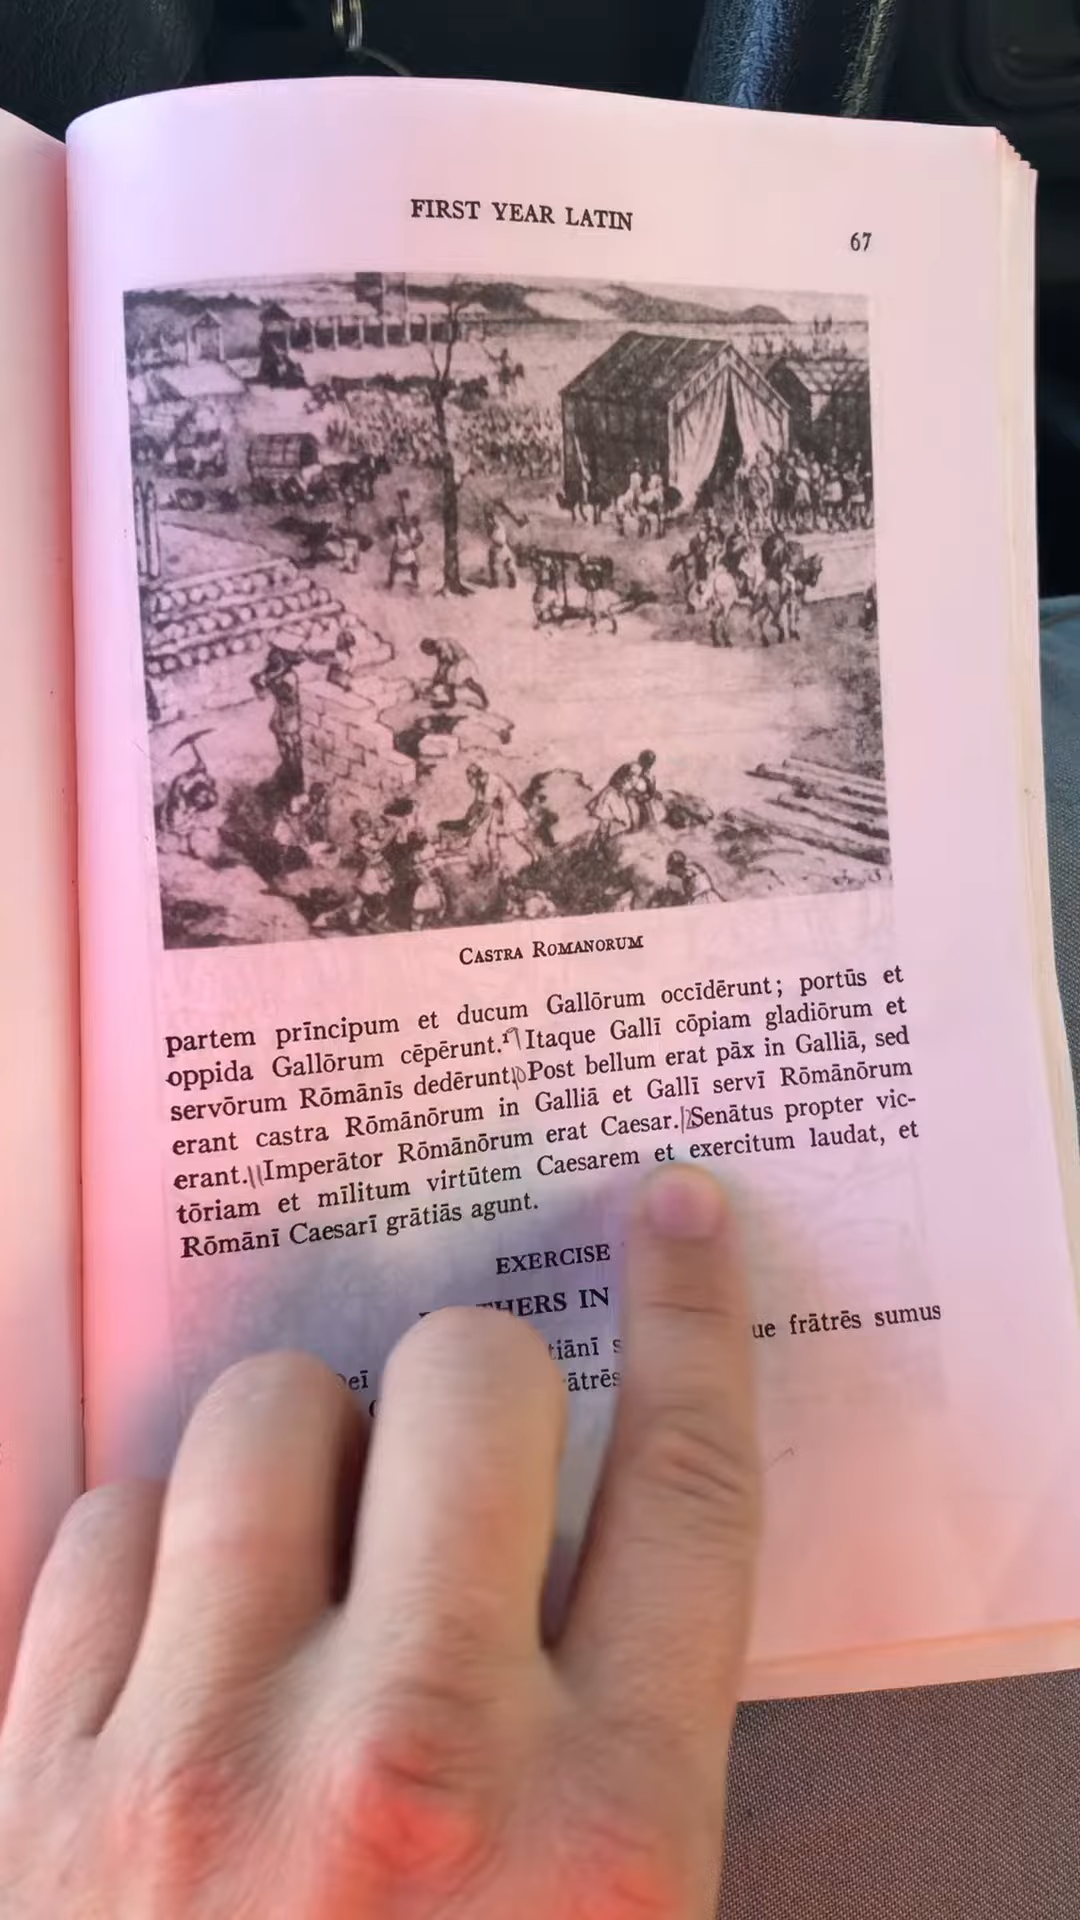 FIRST YEAR LATIN
67
CASTRA ROMANORUM
partem prīncipum et ducum Gallōrum occīdērunt; portūs et
oppida Gallōrum cēpērunt. Itaque Gallī cōpiam gladiōrum et
servōrum Rōmānīs dedērunt. Post bellum erat pāx in Galliā, sed
erant castra Rōmānōrum in Galliā et Gallī servī Rōmānōrum
erant. Imperātor Rōmānōrum erat Caesar. Senātus propter vic-
tōriam et mīlitum virtūtem Caesarem et exercitum laudat, et
Rōmānī Caesarī grātiās agunt.
EXERCISE
IN
frātrēs sumus